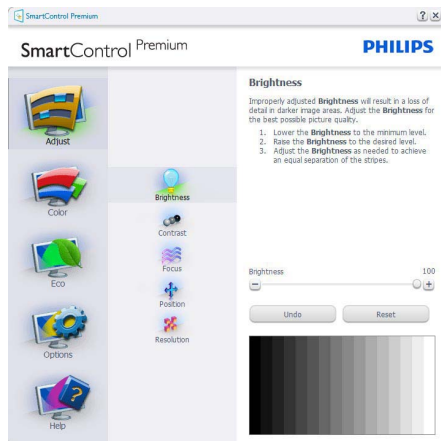 SmartControl Premium
SmartControl Premium
PHILIPS
Adjust
Color
Eco
Options
Help
Brightness
Contrast
Focus
Position
Resolution
Brightness
Improperly adjusted Brightness will result in a loss of
detail in darker image areas. Adjust the Brightness for
the best possible picture quality.
1. Lower the Brightness to the minimum level.
2. Raise the Brightness to the desired level.
3. Adjust the Brightness as needed to achieve
an equal separation of the stripes.
Brightness 100
Undo Reset